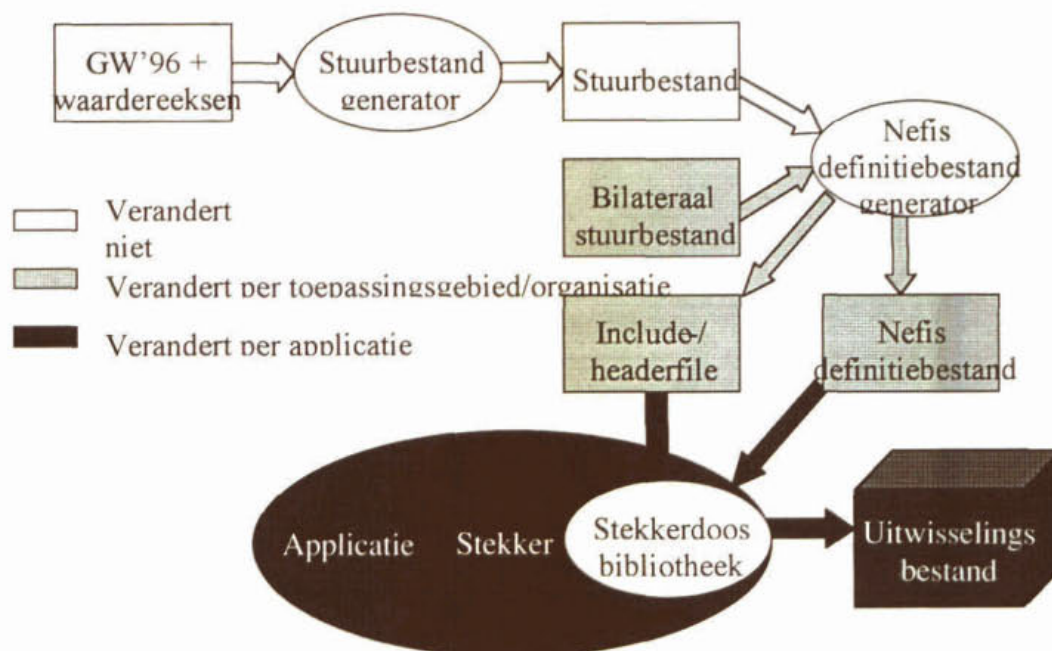 GW'96 +
waardereeksen
Stuurbestand
generator
Stuurbestand
Nefis
definitiebestand
generator
Bilateraal
stuurbestand
Verandert
niet
Verandert per toepassingsgebied/organisatie
Verandert per applicatie
Include-/
headerfile
Nefis
definitiebestand
Applicatie
Stekker
Stekkerdoos
bibliotheek
Uitwisselings
bestand